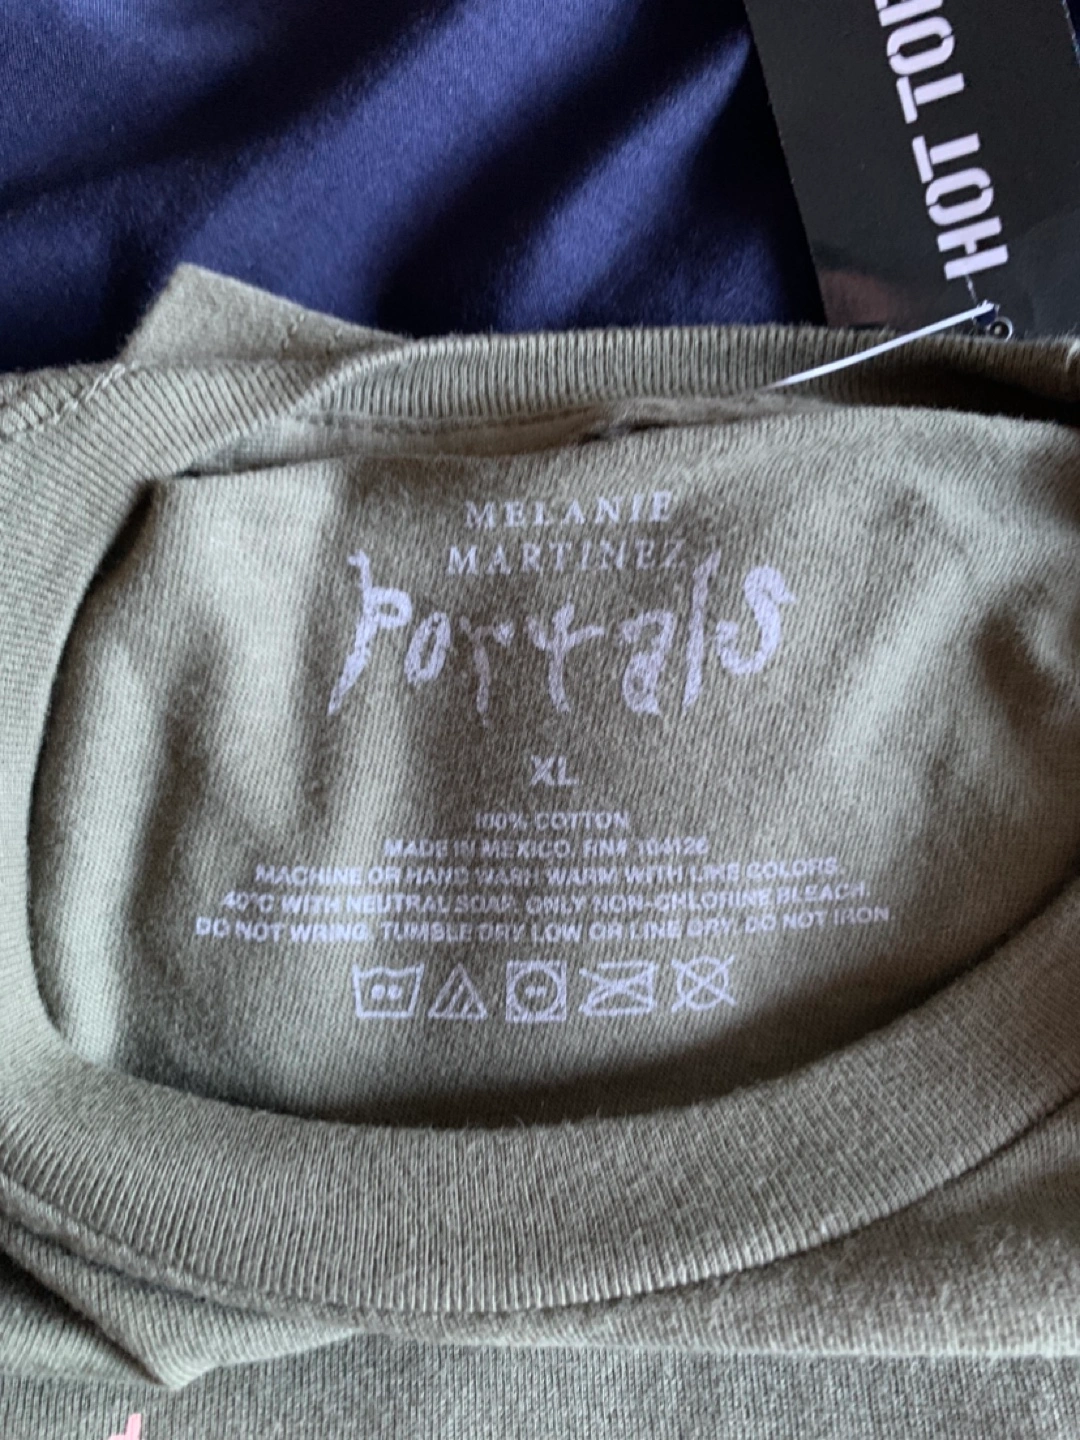 HOT TOP
MELANIE
MARTINEZ
PORTALS
XL
100% COTTON
MADE IN MEXICO. RN# 104126
MACHINE OR HAND WASH WARM WITH LIKE COLORS.
40°C WITH NEUTRAL SOAP. ONLY NON-CHLORINE BLEACH.
DO NOT WRING. TUMBLE DRY LOW OR LINE DRY. DO NOT IRON